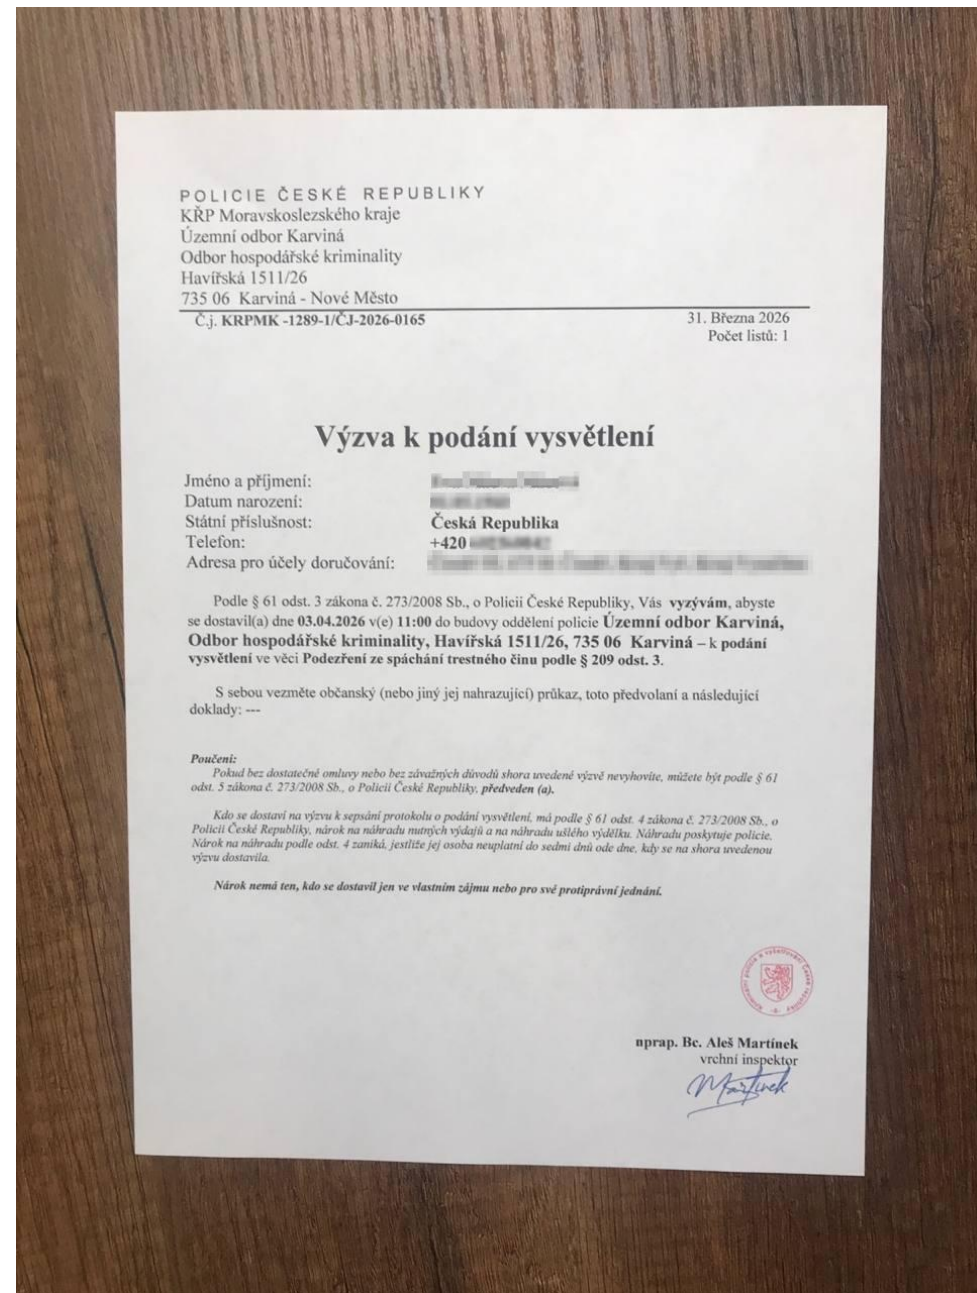 POLICIE ČESKÉ REPUBLIKY
KŘP Moravskoslezského kraje
Územní odbor Karviná
Odbor hospodářské kriminality
Havířská 1511/26
735 06 Karviná - Nové Město
Č.j. KRPMK -1289-1/ČJ-2026-0165
31. Března 2026
Počet listů: 1
Výzva k podání vysvětlení
Jméno a příjmení:
Datum narození:
Státní příslušnost: Česká Republika
Telefon: +420
Adresa pro účely doručování:
Podle § 61 odst. 3 zákona č. 273/2008 Sb., o Policii České Republiky, Vás vyzývám, abyste
se dostavil(a) dne 03.04.2026 v(e) 11:00 do budovy oddělení policie Územní odbor Karviná,
Odbor hospodářské kriminality, Havířská 1511/26, 735 06 Karviná – k podání
vysvětlení ve věci Podezření ze spáchání trestného činu podle § 209 odst. 3.
S sebou vezměte občanský (nebo jiný jej nahrazující) průkaz, toto předvolaní a následující
doklady: ---
Poučení:
Pokud bez dostatečné omluvy nebo bez závažných důvodů shora uvedené výzvě nevyhovíte, můžete být podle § 61
odst. 5 zákona č. 273/2008 Sb., o Policii České Republiky, předveden (a).
Kdo se dostaví na výzvu k sepsání protokolu o podání vysvětlení, má podle § 61 odst. 4 zákona č. 273/2008 Sb., o
Policii České Republiky, nárok na náhradu nutných výdajů a na náhradu ušlého výdělku. Náhradu poskytuje policie.
Nárok na náhradu podle odst. 4 zaniká, jestliže jej osoba neuplatní do sedmi dnů ode dne, kdy se na shora uvedenou
výzvu dostavila.
Nárok nemá ten, kdo se dostavil jen ve vlastním zájmu nebo pro své protiprávní jednání.
Kriminální policie a vyšetřování České republiky
nprap. Bc. Aleš Martínek
vrchní inspektor
Martínek